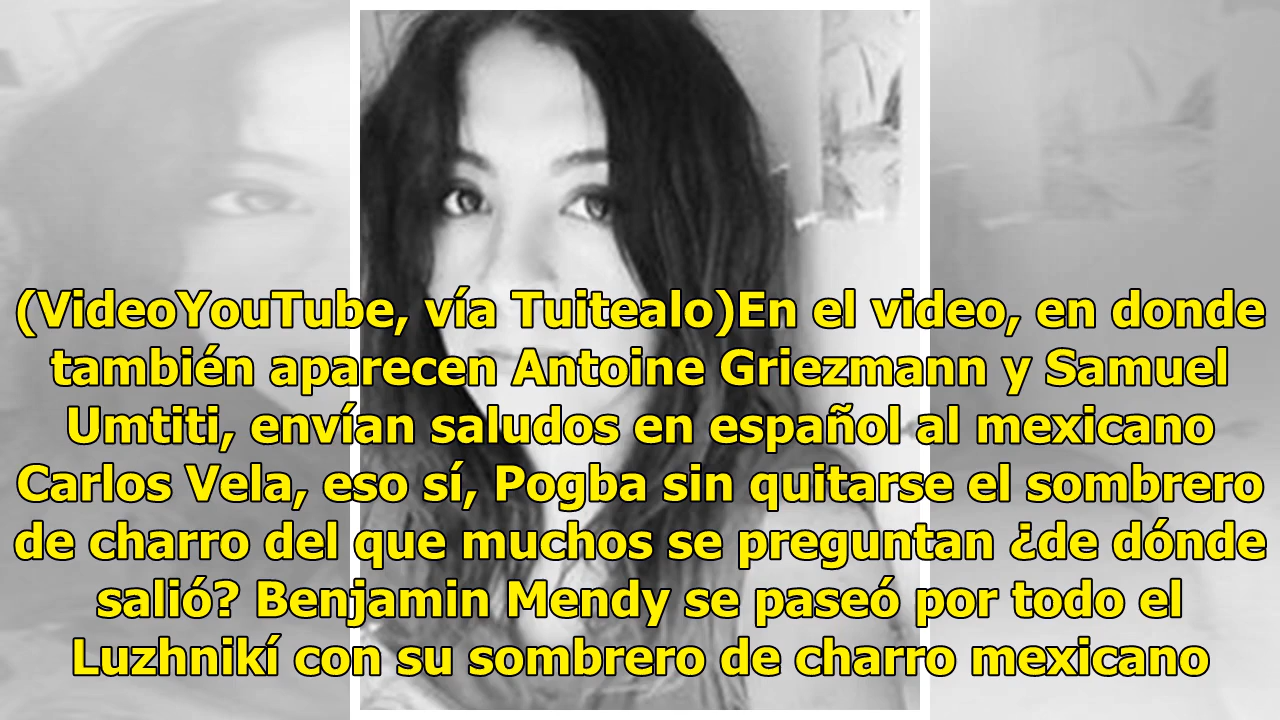 (VideoYouTube, vía Tuitealo)En el video, en donde
también aparecen Antoine Griezmann y Samuel
Umtiti, envían saludos en español al mexicano
Carlos Vela, eso sí, Pogba sin quitarse el sombrero
de charro del que muchos se preguntan ¿de dónde
salió? Benjamin Mendy se paseó por todo el
Luzhnikí con su sombrero de charro mexicano